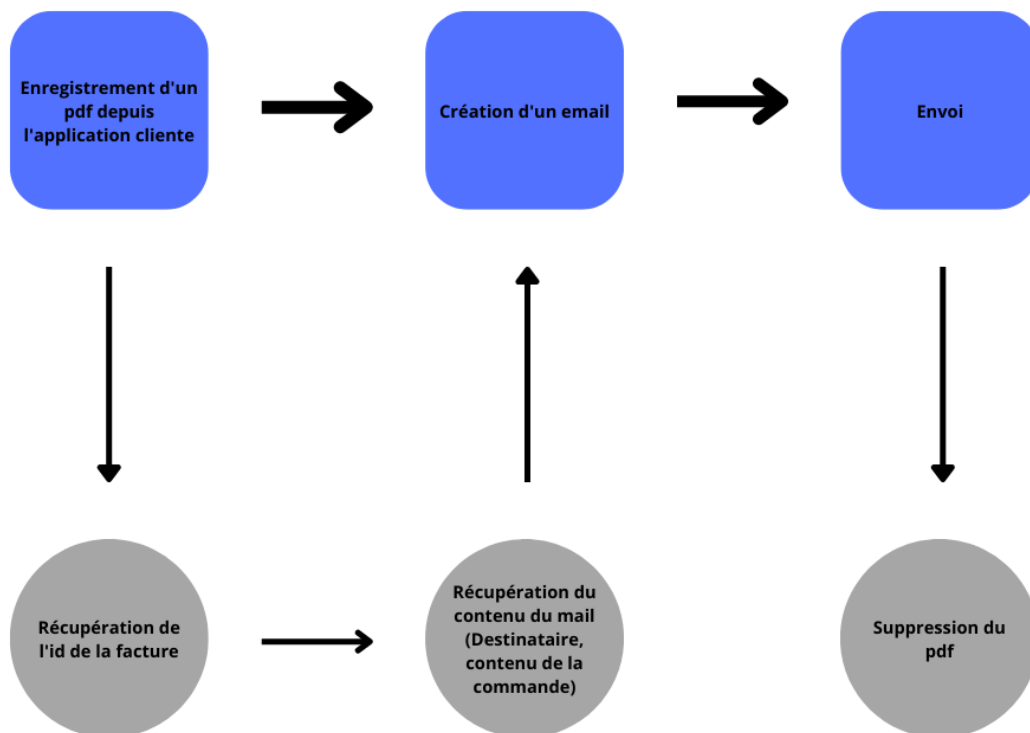 Enregistrement d'un
pdf depuis
l'application cliente
Création d'un email
Envoi
Récupération de
l'id de la facture
Récupération du
contenu du mail
(Destinataire,
contenu de la
commande)
Suppression du
pdf